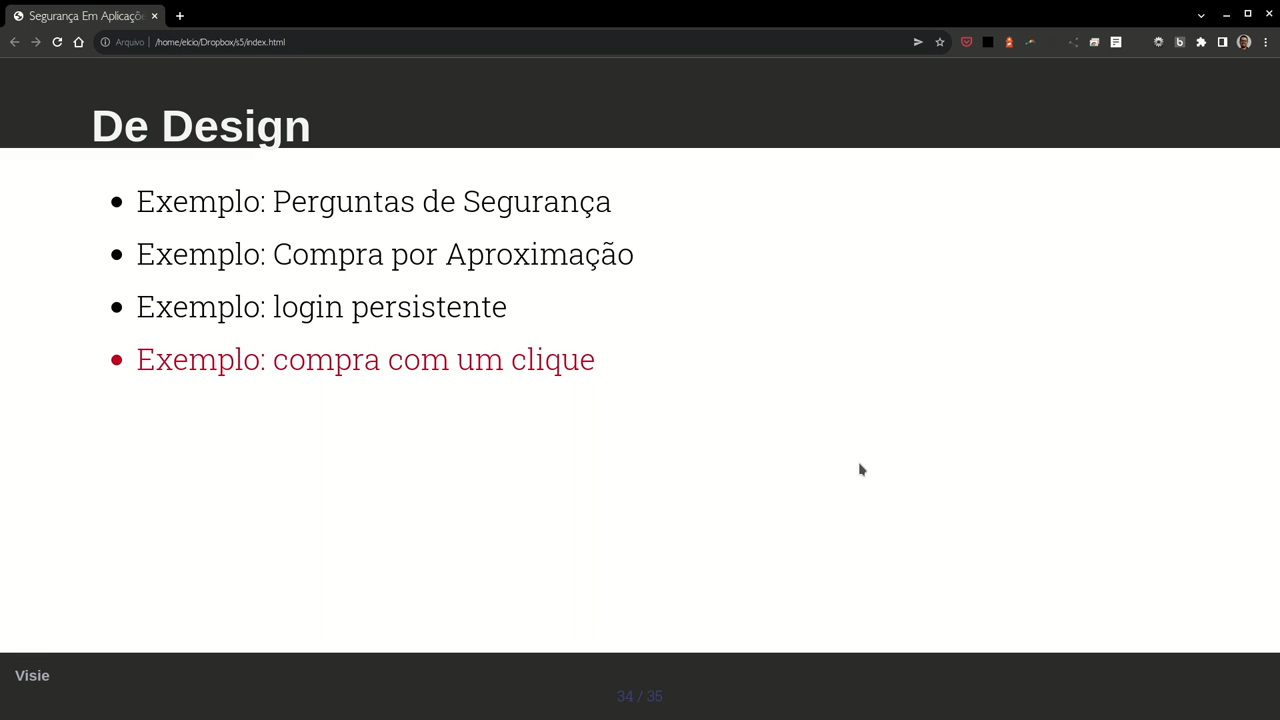 Segurança Em Aplicaçõ
Arquivo | /home/elcio/Dropbox/s5/index.html
De Design
Exemplo: Perguntas de Segurança
Exemplo: Compra por Aproximação
Exemplo: login persistente
Exemplo: compra com um clique
Visie
34 / 35